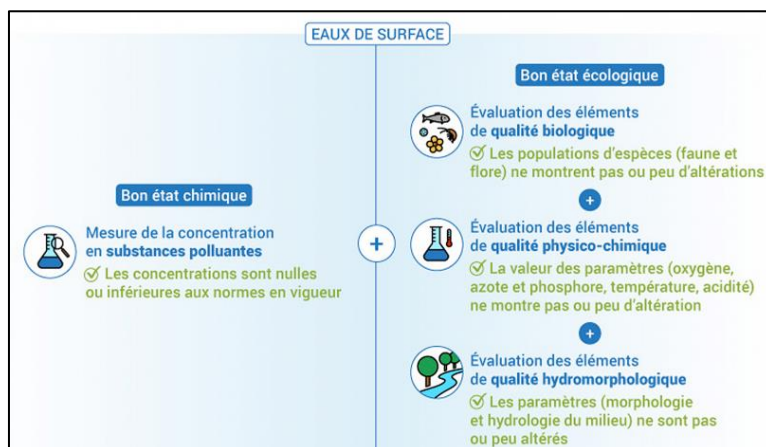 EAUX DE SURFACE
Bon état chimique
Mesure de la concentration
en substances polluantes
Les concentrations sont nulles
ou inférieures aux normes en vigueur
Bon état écologique
Évaluation des éléments
de qualité biologique
Les populations d'espèces (faune et
flore) ne montrent pas ou peu d'altérations
Évaluation des éléments
de qualité physico-chimique
La valeur des paramètres (oxygène,
azote et phosphore, température, acidité)
ne montre pas ou peu d'altération
Évaluation des éléments
de qualité hydromorphologique
Les paramètres (morphologie
et hydrologie du milieu) ne sont pas
ou peu altérés